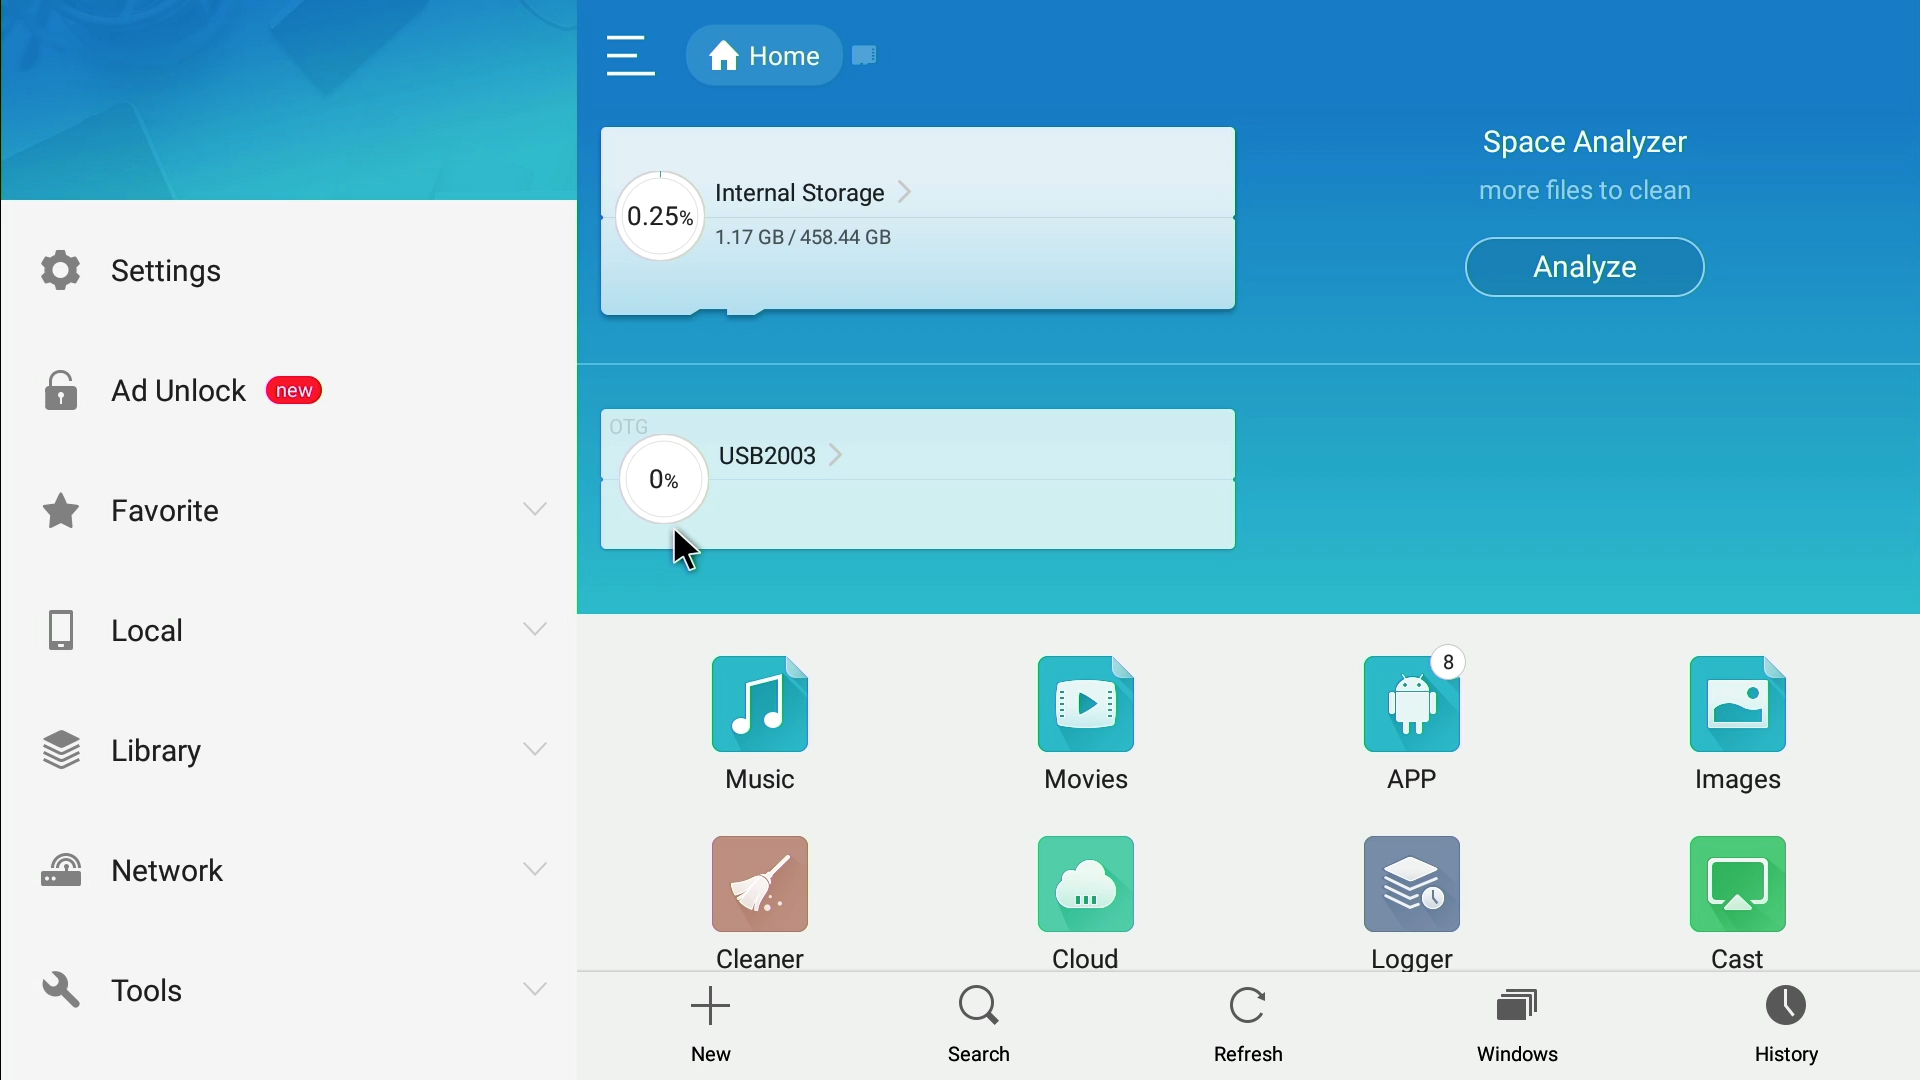 Settings
Ad Unlock new
Favorite
Local
Library
Network
Tools
Home
0.25%
Internal Storage
1.17 GB / 458.44 GB
Space Analyzer
more files to clean
Analyze
OTG
0%
USB2003
Music
Movies
8
APP
Images
Cleaner
Cloud
Logger
Cast
New
Search
Refresh
Windows
History